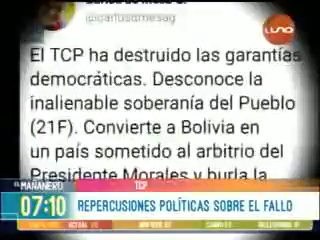 UNO
@carlosdmesag
El TCP ha destruido las garantías
democráticas. Desconoce la
inalienable soberanía del Pueblo
(21F). Convierte a Bolivia en
un país sometido al arbitrio del
Presidente Morales y burla la
EL MAÑANERO
TCP
07:10
REPERCUSIONES POLÍTICAS SOBRE EL FALLO